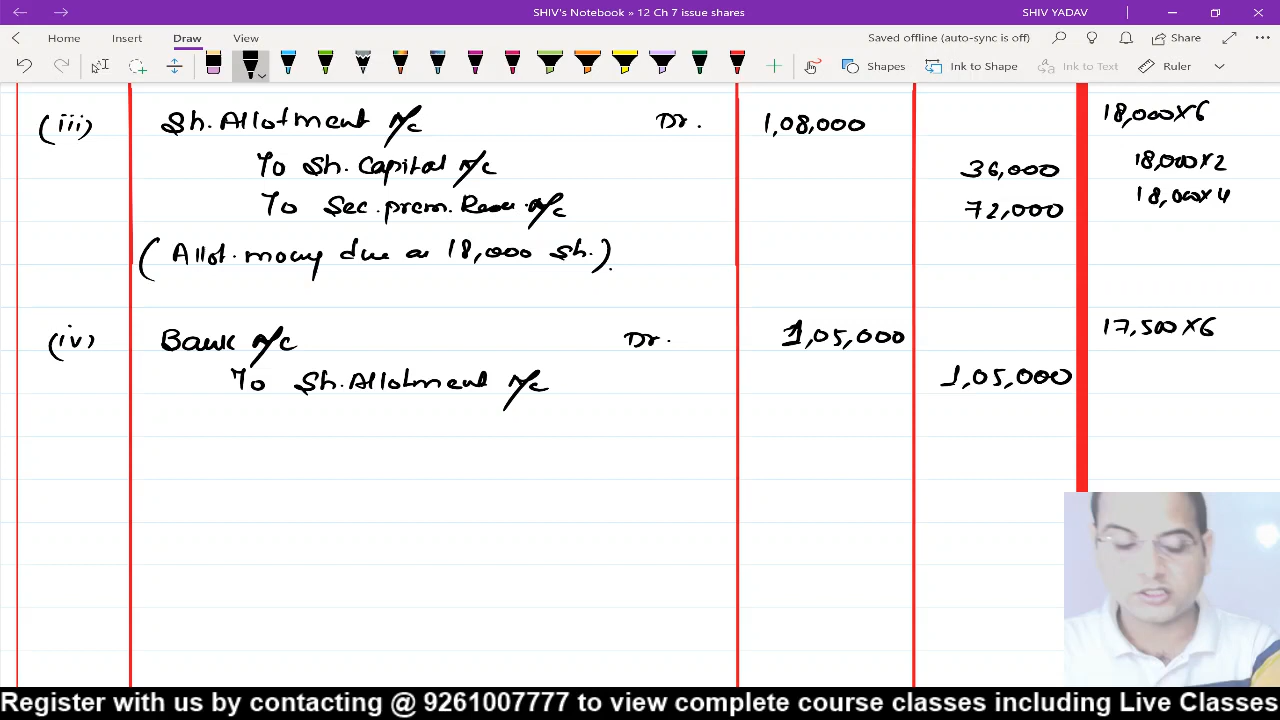 SHIV's Notebook » 12 Ch 7 issue shares
SHIV YADAV
Home Insert Draw View
Saved offline (auto-sync is off)
Share
Shapes
Ink to Shape
Ink to Text
Ruler
(iii) Sh. Allotment A/c Dr. 1,08,000 18,000×6
To Sh. Capital A/c 36,000 18,000×2
To Sec. prem. Rese. A/c 72,000 18,000×4
(Allot. money due on 18,000 Sh.).
(iv) Bank A/c Dr. 1,05,000 17,500×6
To Sh. Allotment A/c 1,05,000
Register with us by contacting @ 9261007777 to view complete course classes including Live Classes